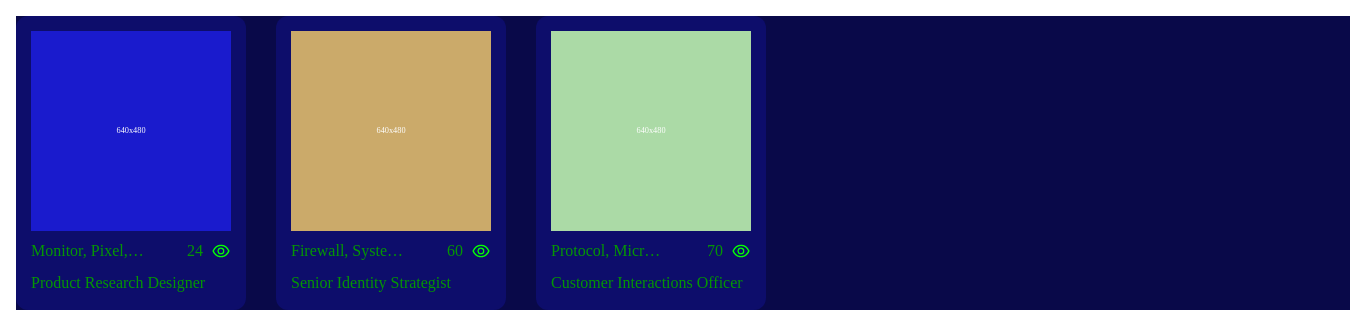 640x480
640x480
640x480
Monitor, Pixel,… 24
Firewall, Syste… 60
Protocol, Micr… 70
Product Research Designer
Senior Identity Strategist
Customer Interactions Officer